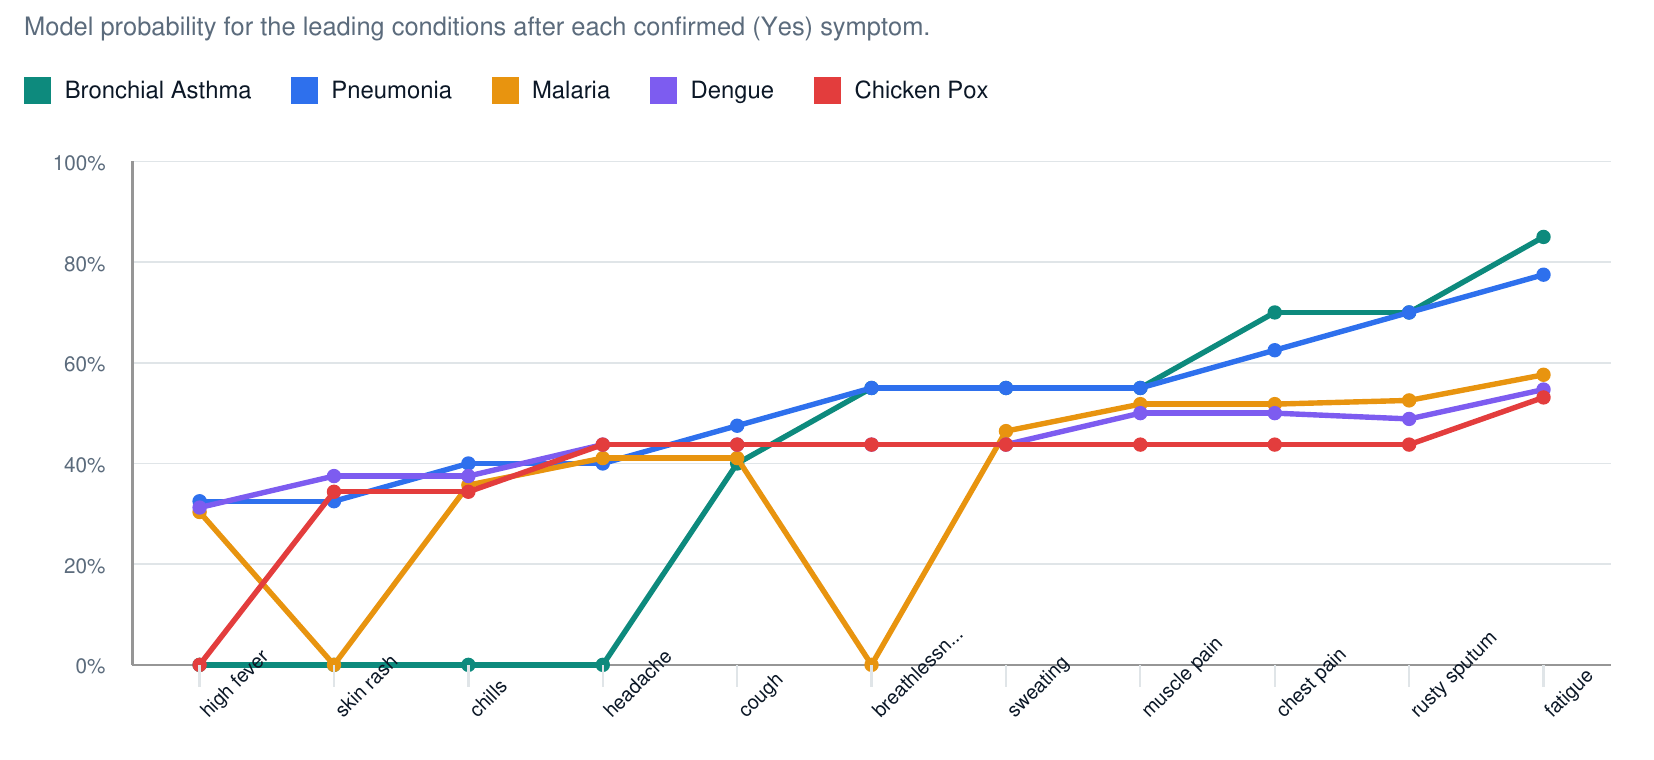 Model probability for the leading conditions after each confirmed (Yes) symptom.
Bronchial Asthma Pneumonia Malaria Dengue Chicken Pox
100%
80%
60%
40%
20%
0%
high fever
skin rash
chills
headache
cough
breathlessn...
sweating
muscle pain
chest pain
rusty sputum
fatigue